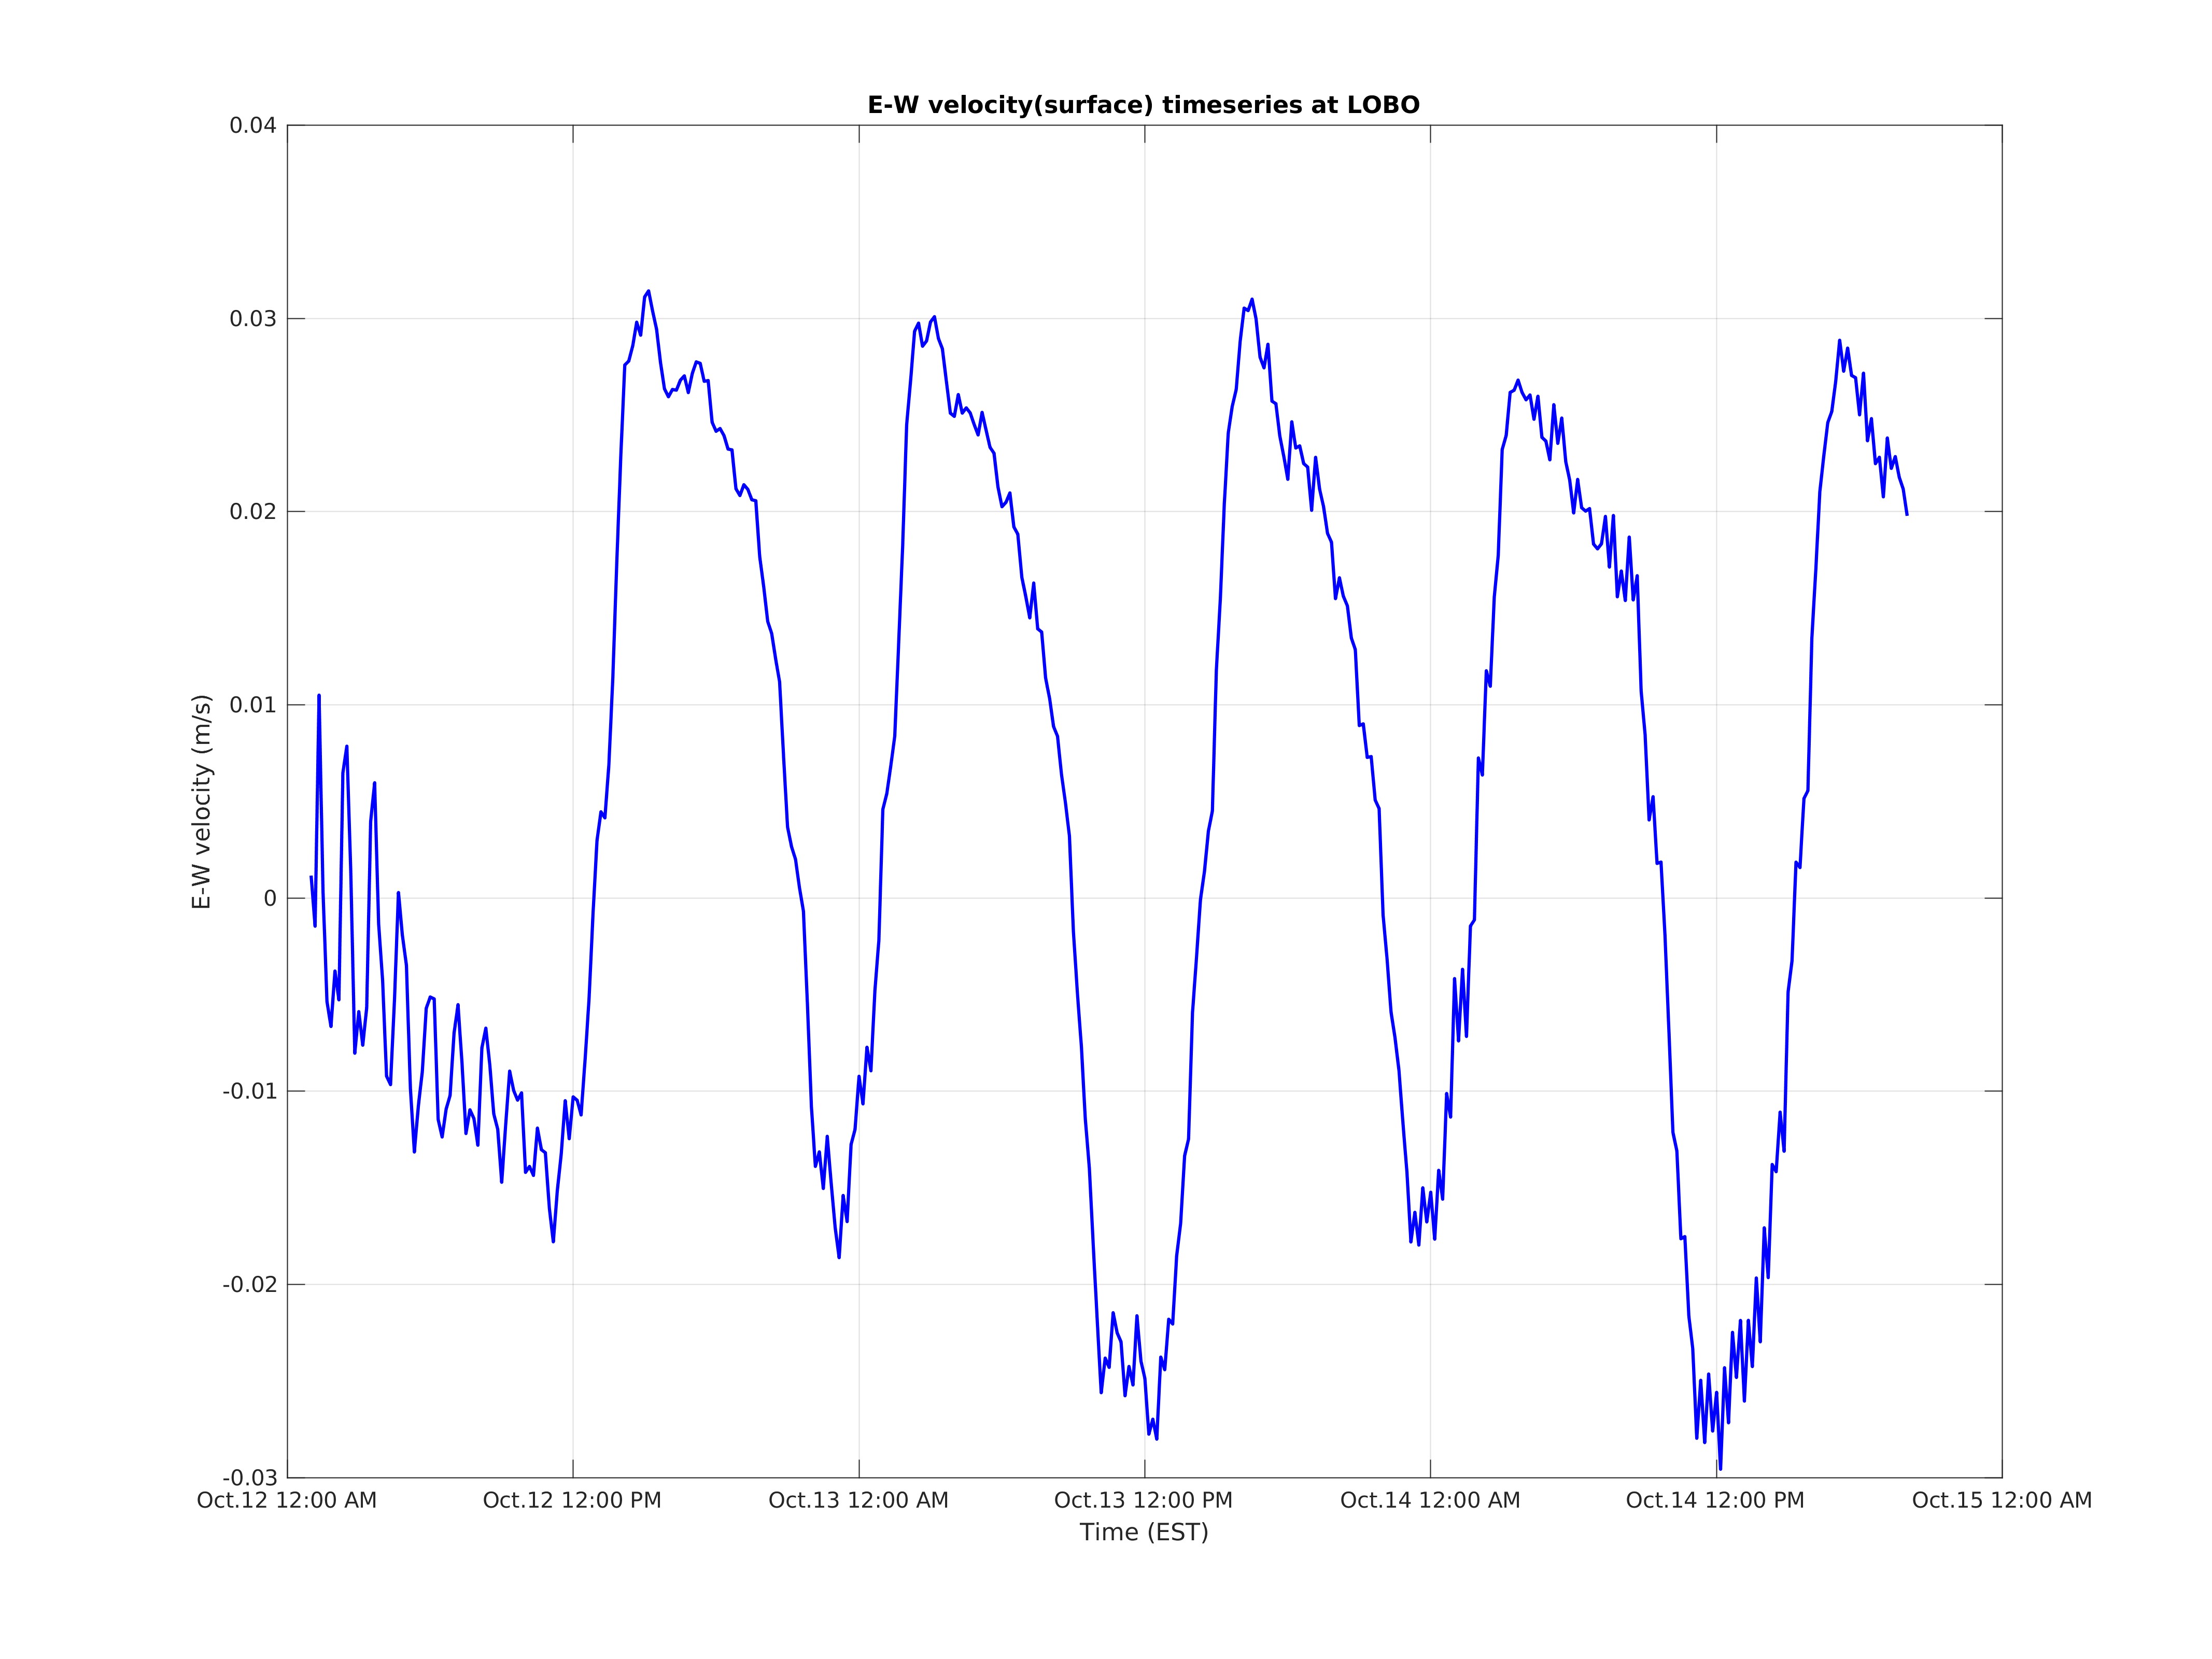 E-W velocity(surface) timeseries at LOBO
0.04
0.03
0.02
0.01
0
-0.01
-0.02
-0.03
E-W velocity (m/s)
Oct.12 12:00 AM Oct.12 12:00 PM Oct.13 12:00 AM Oct.13 12:00 PM Oct.14 12:00 AM Oct.14 12:00 PM Oct.15 12:00 AM
Time (EST)